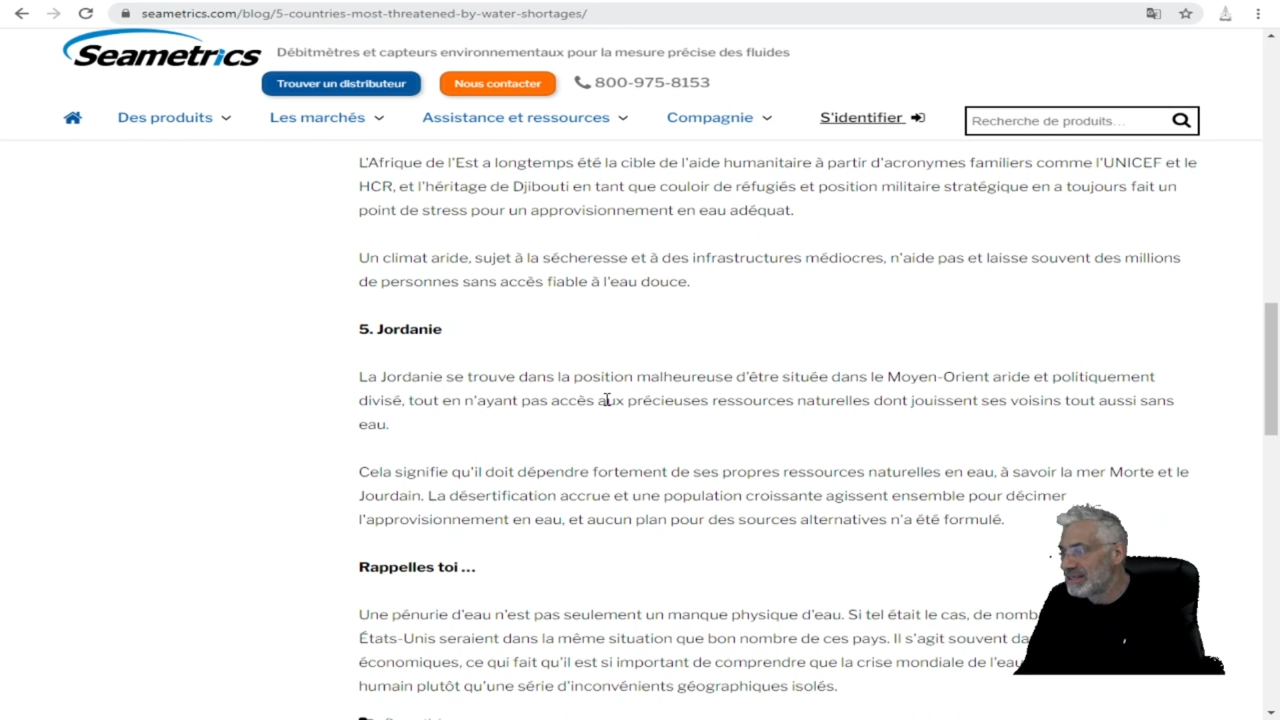 seametrics.com/blog/5-countries-most-threatened-by-water-shortages/
Seametrics
Débitmètres et capteurs environnementaux pour la mesure précise des fluides
Trouver un distributeur
Nous contacter
800-975-8153
Des produits
Les marchés
Assistance et ressources
Compagnie
S'identifier
Recherche de produits...
L'Afrique de l'Est a longtemps été la cible de l'aide humanitaire à partir d'acronymes familiers comme l'UNICEF et le
HCR, et l'héritage de Djibouti en tant que couloir de réfugiés et position militaire stratégique en a toujours fait un
point de stress pour un approvisionnement en eau adéquat.
Un climat aride, sujet à la sécheresse et à des infrastructures médiocres, n'aide pas et laisse souvent des millions
de personnes sans accès fiable à l'eau douce.
5. Jordanie
La Jordanie se trouve dans la position malheureuse d'être située dans le Moyen-Orient aride et politiquement
divisé, tout en n'ayant pas accès aux précieuses ressources naturelles dont jouissent ses voisins tout aussi sans
eau.
Cela signifie qu'il doit dépendre fortement de ses propres ressources naturelles en eau, à savoir la mer Morte et le
Jourdain. La désertification accrue et une population croissante agissent ensemble pour décimer
l'approvisionnement en eau, et aucun plan pour des sources alternatives n'a été formulé.
Rappelles toi ...
Une pénurie d'eau n'est pas seulement un manque physique d'eau. Si tel était le cas, de
États-Unis seraient dans la même situation que bon nombre de ces pays. Il s'agit souvent
économiques, ce qui fait qu'il est si important de comprendre que la crise mondiale de
humain plutôt qu'une série d'inconvénients géographiques isolés.